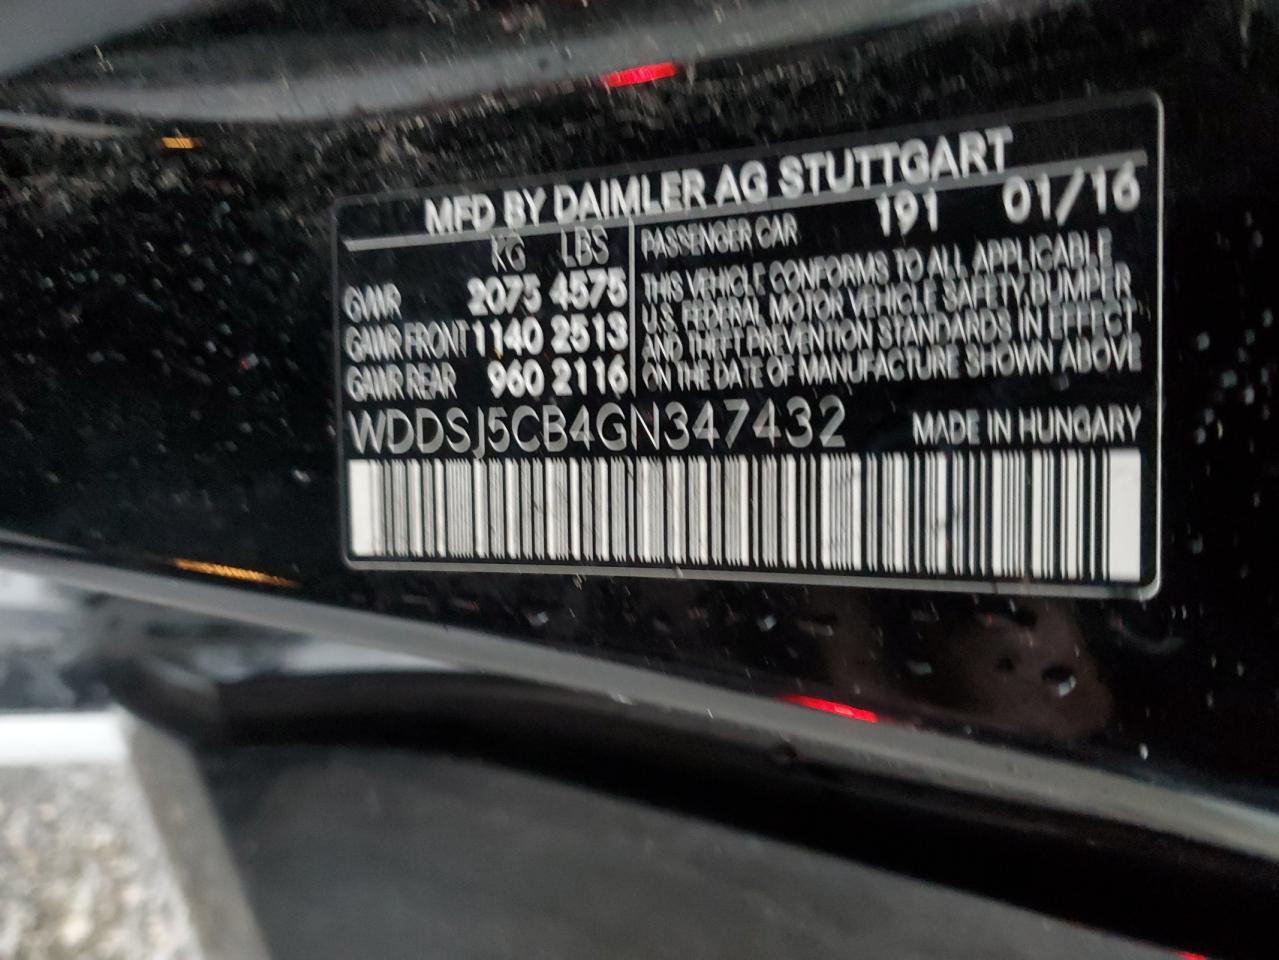 MFD BY DAIMLER AG STUTTGART
KG LBS
GVWR 2075 4575
GAWR FRONT 1140 2513
GAWR REAR 960 2116
PASSENGER CAR 191 01/16
THIS VEHICLE CONFORMS TO ALL APPLICABLE
U.S. FEDERAL MOTOR VEHICLE SAFETY, BUMPER
AND THEFT PREVENTION STANDARDS IN EFFECT
ON THE DATE OF MANUFACTURE SHOWN ABOVE
WDDSJ5CB4GN347432 MADE IN HUNGARY